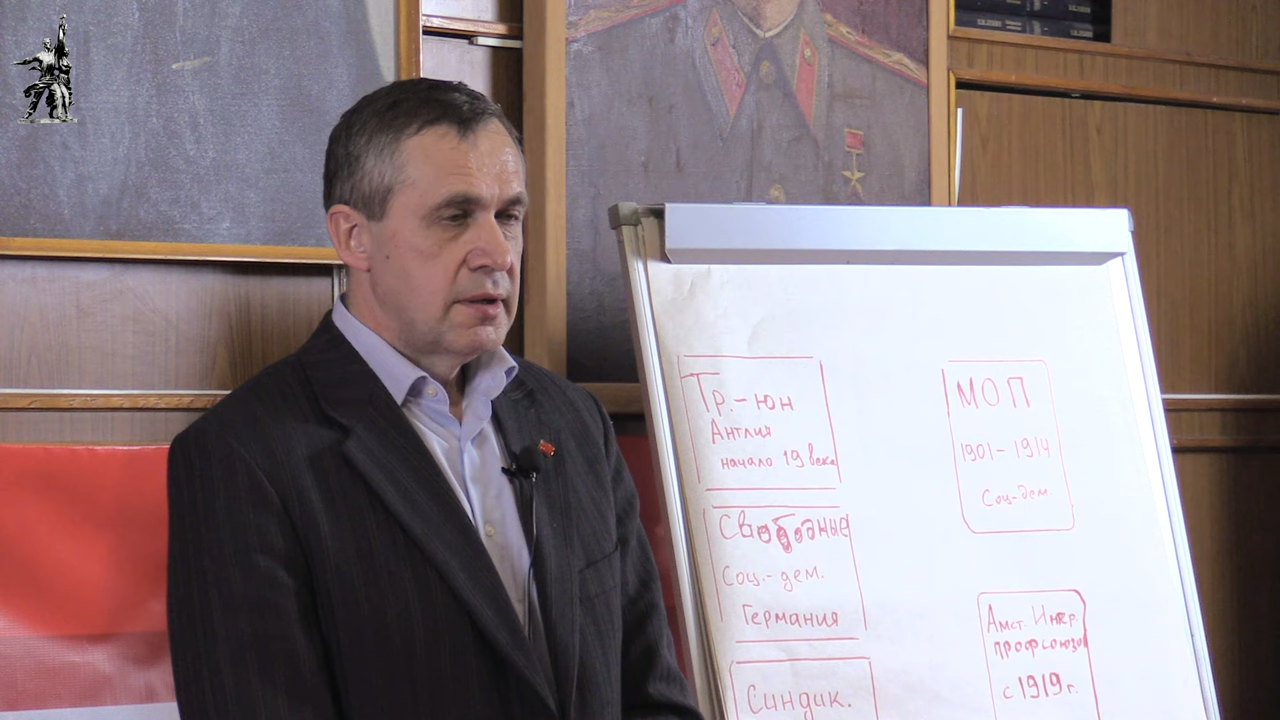 Тр.-юн
Англия
начало 19 века
Свободные
Соц.-дем.
Германия
Синдик.
МОП
1901-1914
Соц-дем.
Амст. Интер.
профсоюзов
с 1919 г.